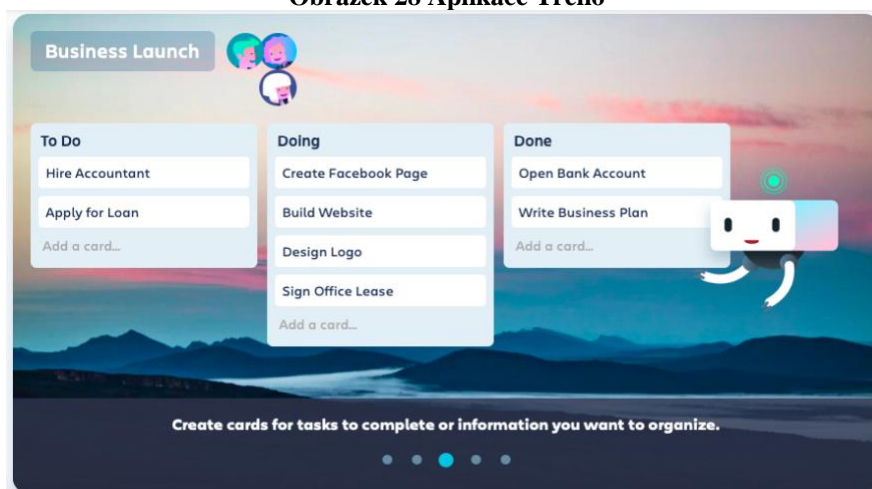 Obrázek 28 Aplikace Trello
Business Launch
To Do
Hire Accountant
Apply for Loan
Add a card...
Doing
Create Facebook Page
Build Website
Design Logo
Sign Office Lease
Add a card...
Done
Open Bank Account
Write Business Plan
Add a card...
Create cards for tasks to complete or information you want to organize.